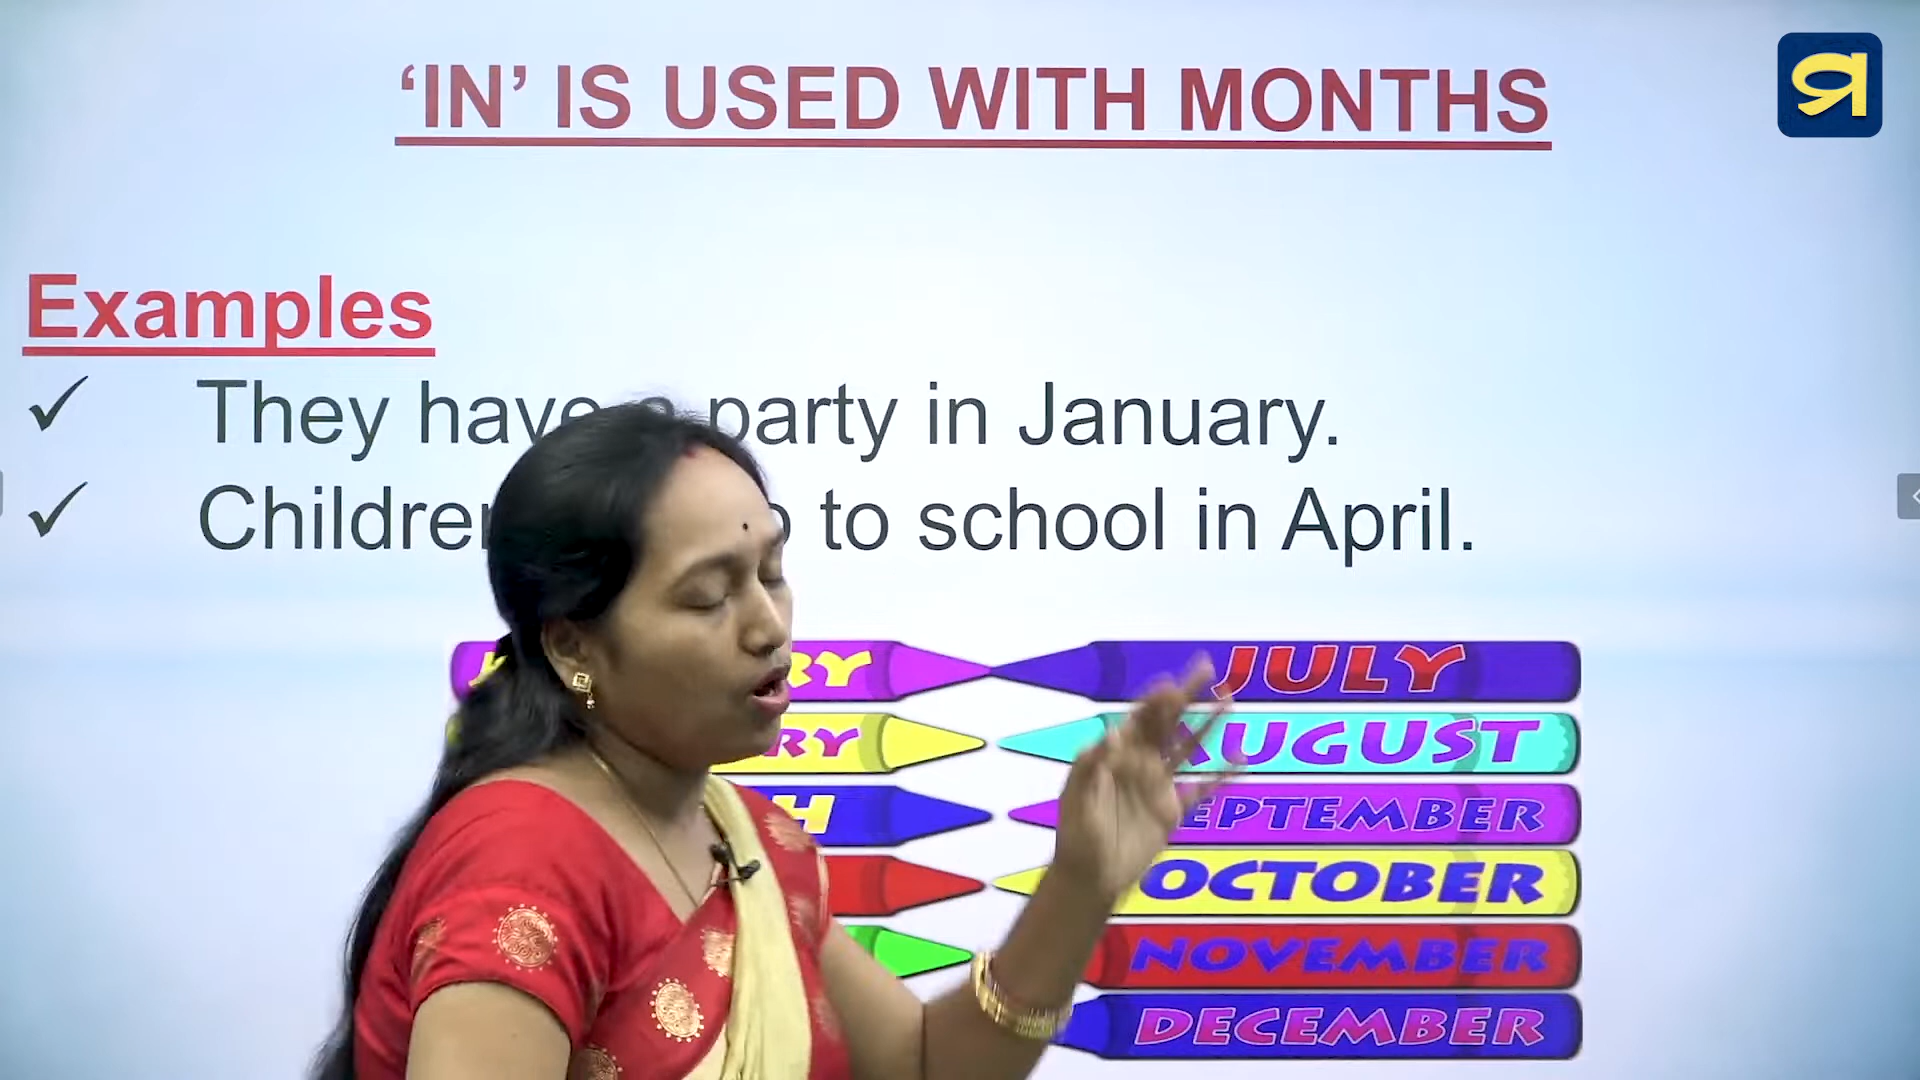 ‘IN’ IS USED WITH MONTHS
Examples
✓ They have a party in January.
✓ Children to school in April.
JULY
AUGUST
SEPTEMBER
OCTOBER
NOVEMBER
DECEMBER